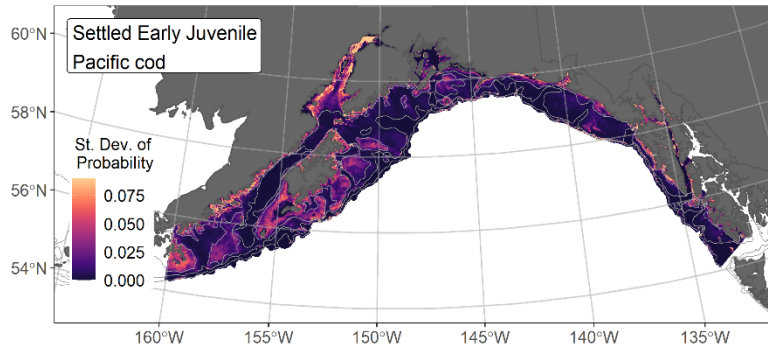 Settled Early Juvenile
Pacific cod
60°N
58°N
56°N
54°N
St. Dev. of
Probability
0.075
0.050
0.025
0.000
160°W
155°W
150°W
145°W
140°W
135°W